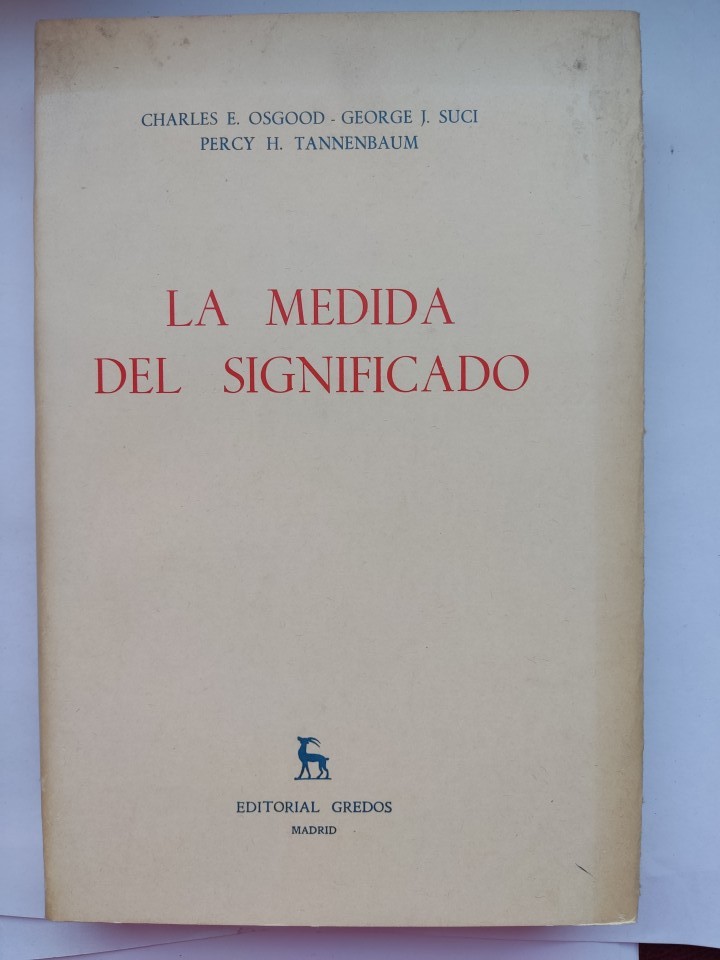 CHARLES E. OSGOOD - GEORGE J. SUCI
PERCY H. TANNENBAUM
LA MEDIDA
DEL SIGNIFICADO
EDITORIAL GREDOS
MADRID